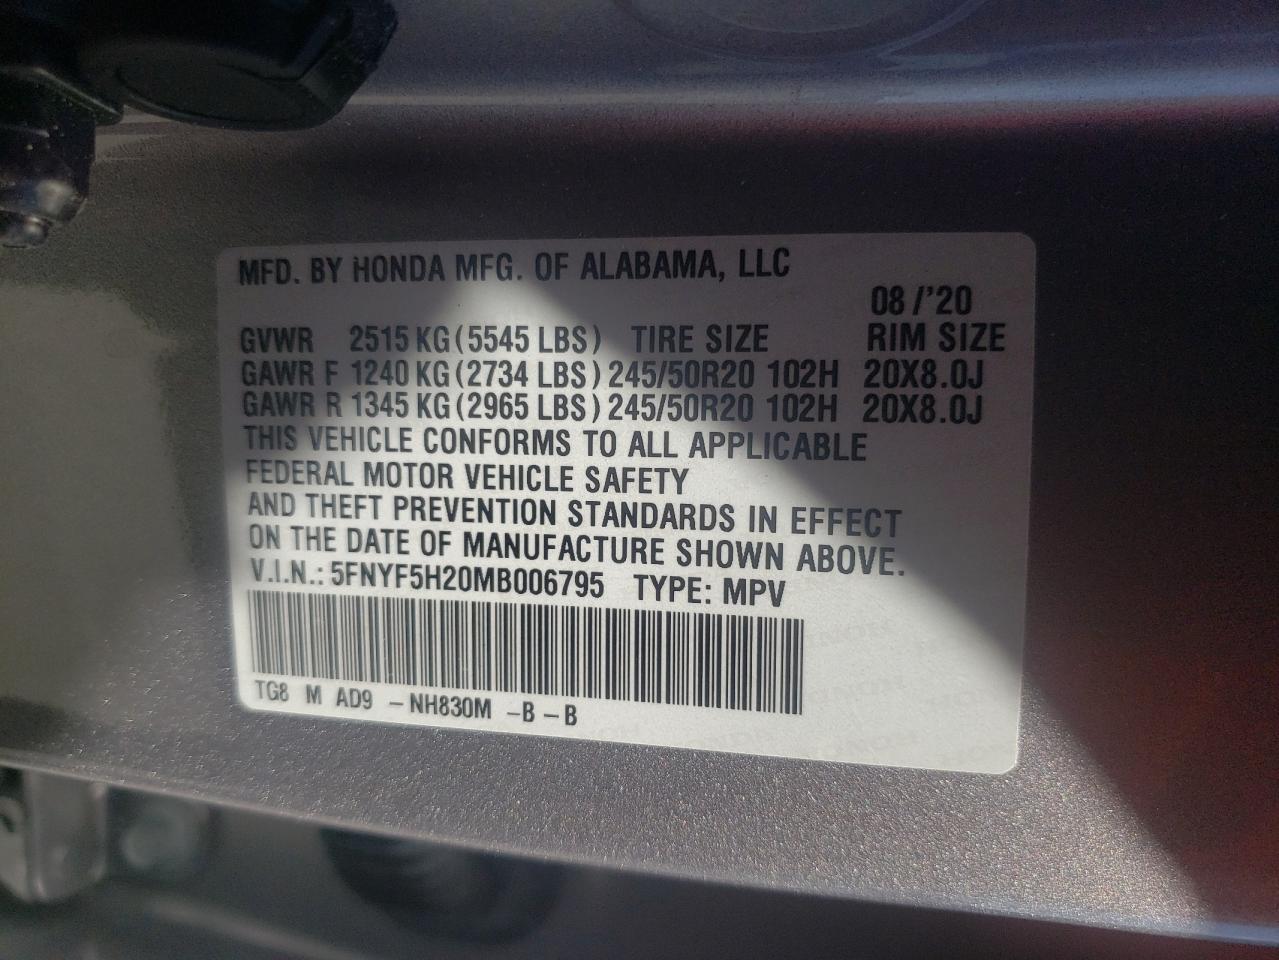 MFD. BY HONDA MFG. OF ALABAMA, LLC
08 /'20
GVWR 2515 KG (5545 LBS) TIRE SIZE RIM SIZE
GAWR F 1240 KG (2734 LBS) 245/50R20 102H 20X8.0J
GAWR R 1345 KG (2965 LBS) 245/50R20 102H 20X8.0J
THIS VEHICLE CONFORMS TO ALL APPLICABLE
FEDERAL MOTOR VEHICLE SAFETY
AND THEFT PREVENTION STANDARDS IN EFFECT
ON THE DATE OF MANUFACTURE SHOWN ABOVE.
V.I.N.: 5FNYF5H20MB006795 TYPE: MPV
TG8 M AD9 -NH830M -B -B